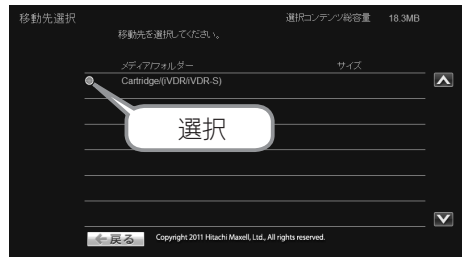 移動先選択
選択コンテンツ総容量 18.3MB
移動先を選択してください。
メディア/フォルダー サイズ
Cartridge/(iVDR/iVDR-S)
選択
戻る
Copyright 2011 Hitachi Maxell, Ltd., All rights reserved.